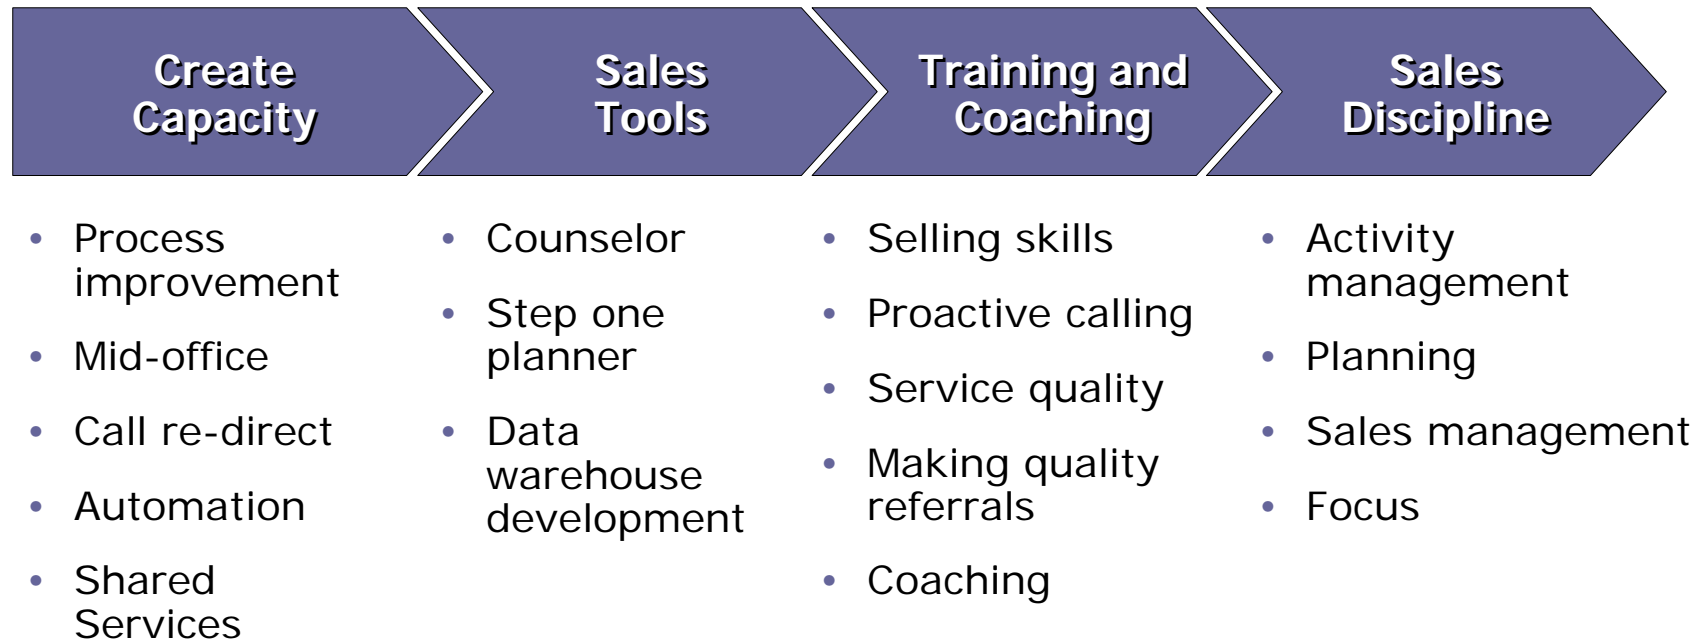 Create
Capacity
Sales
Tools
Training and
Coaching
Sales
Discipline
• Process
improvement
• Mid-office
• Call re-direct
• Automation
• Shared
Services
• Counselor
• Step one
planner
• Data
warehouse
development
• Selling skills
• Proactive calling
• Service quality
• Making quality
referrals
• Coaching
• Activity
management
• Planning
• Sales management
• Focus